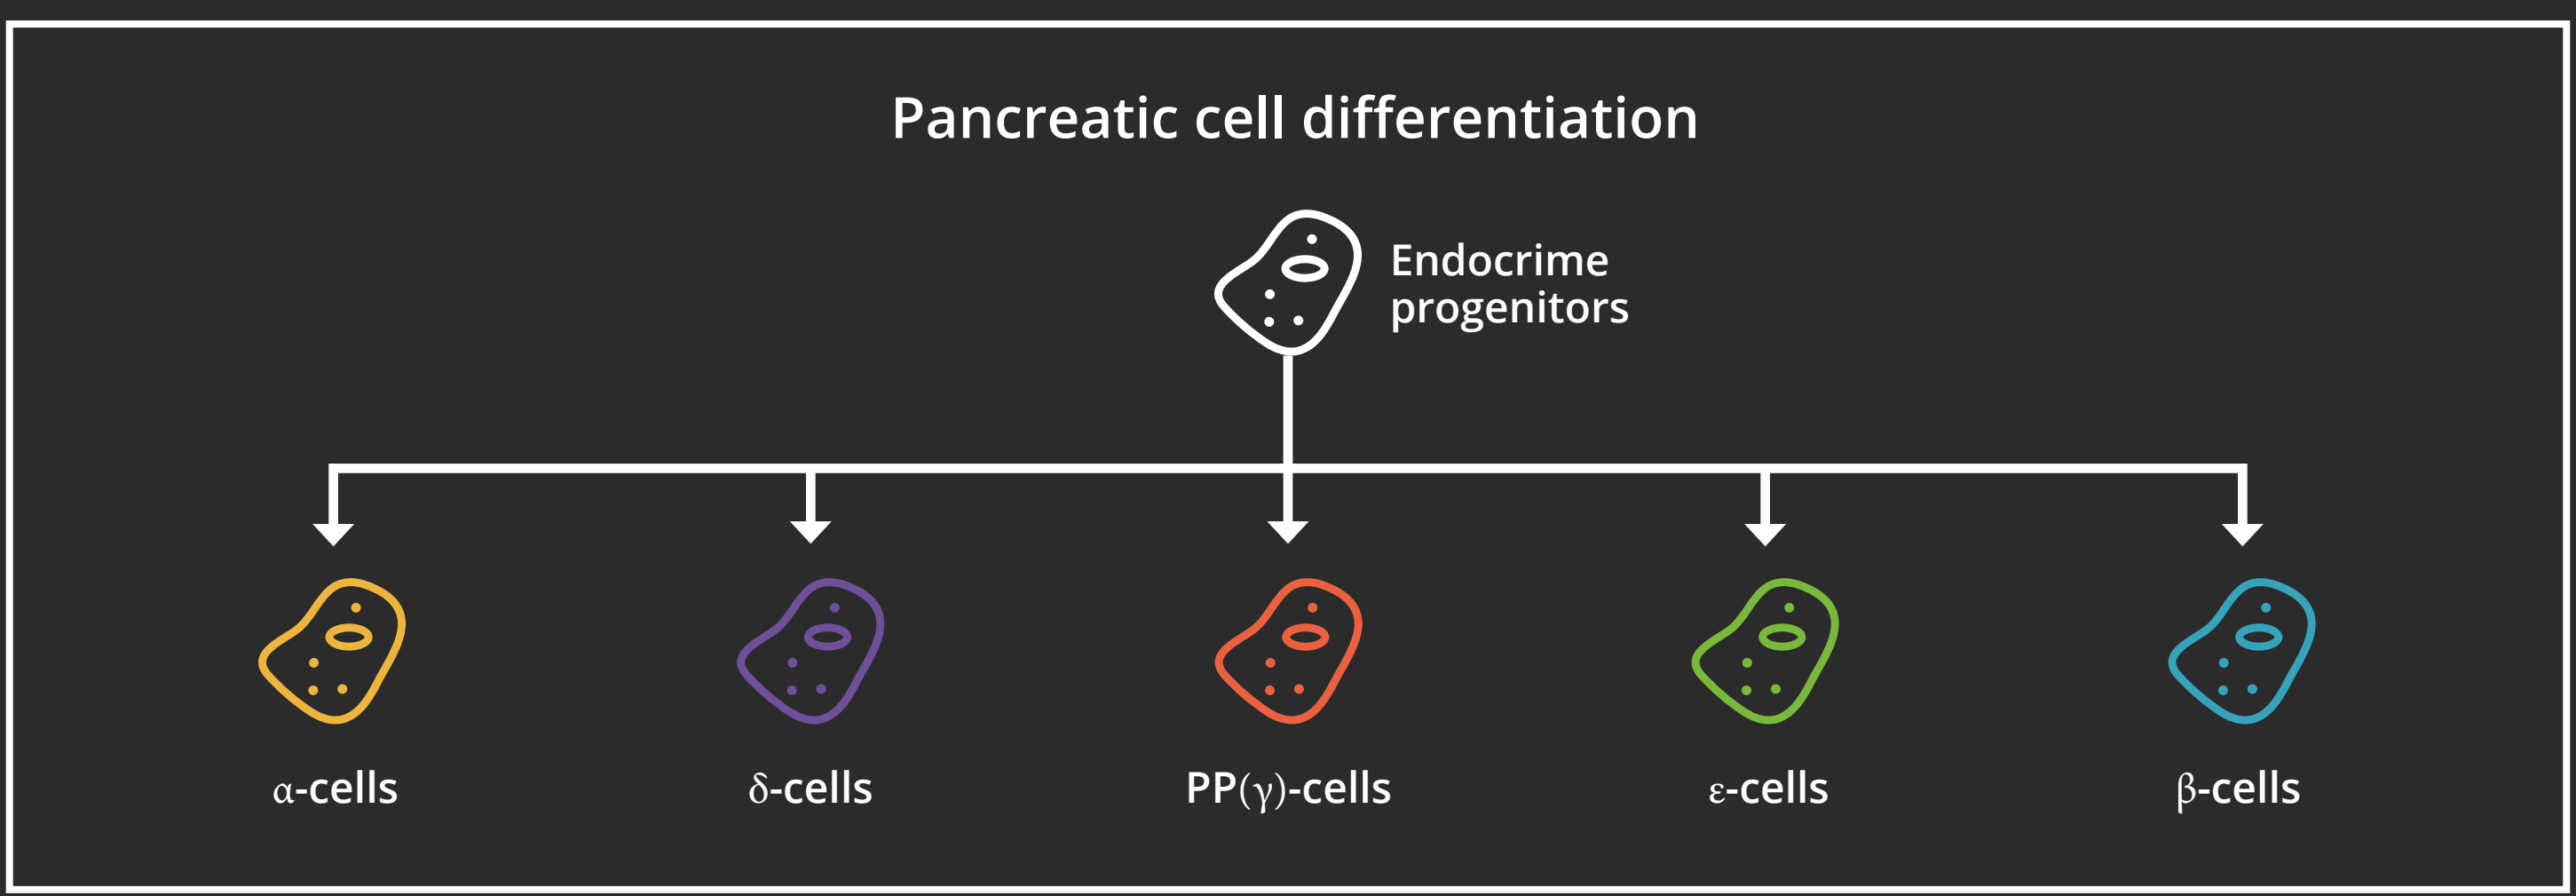 Pancreatic cell differentiation
Endocrime
progenitors
α-cells
δ-cells
PP(γ)-cells
ε-cells
β-cells